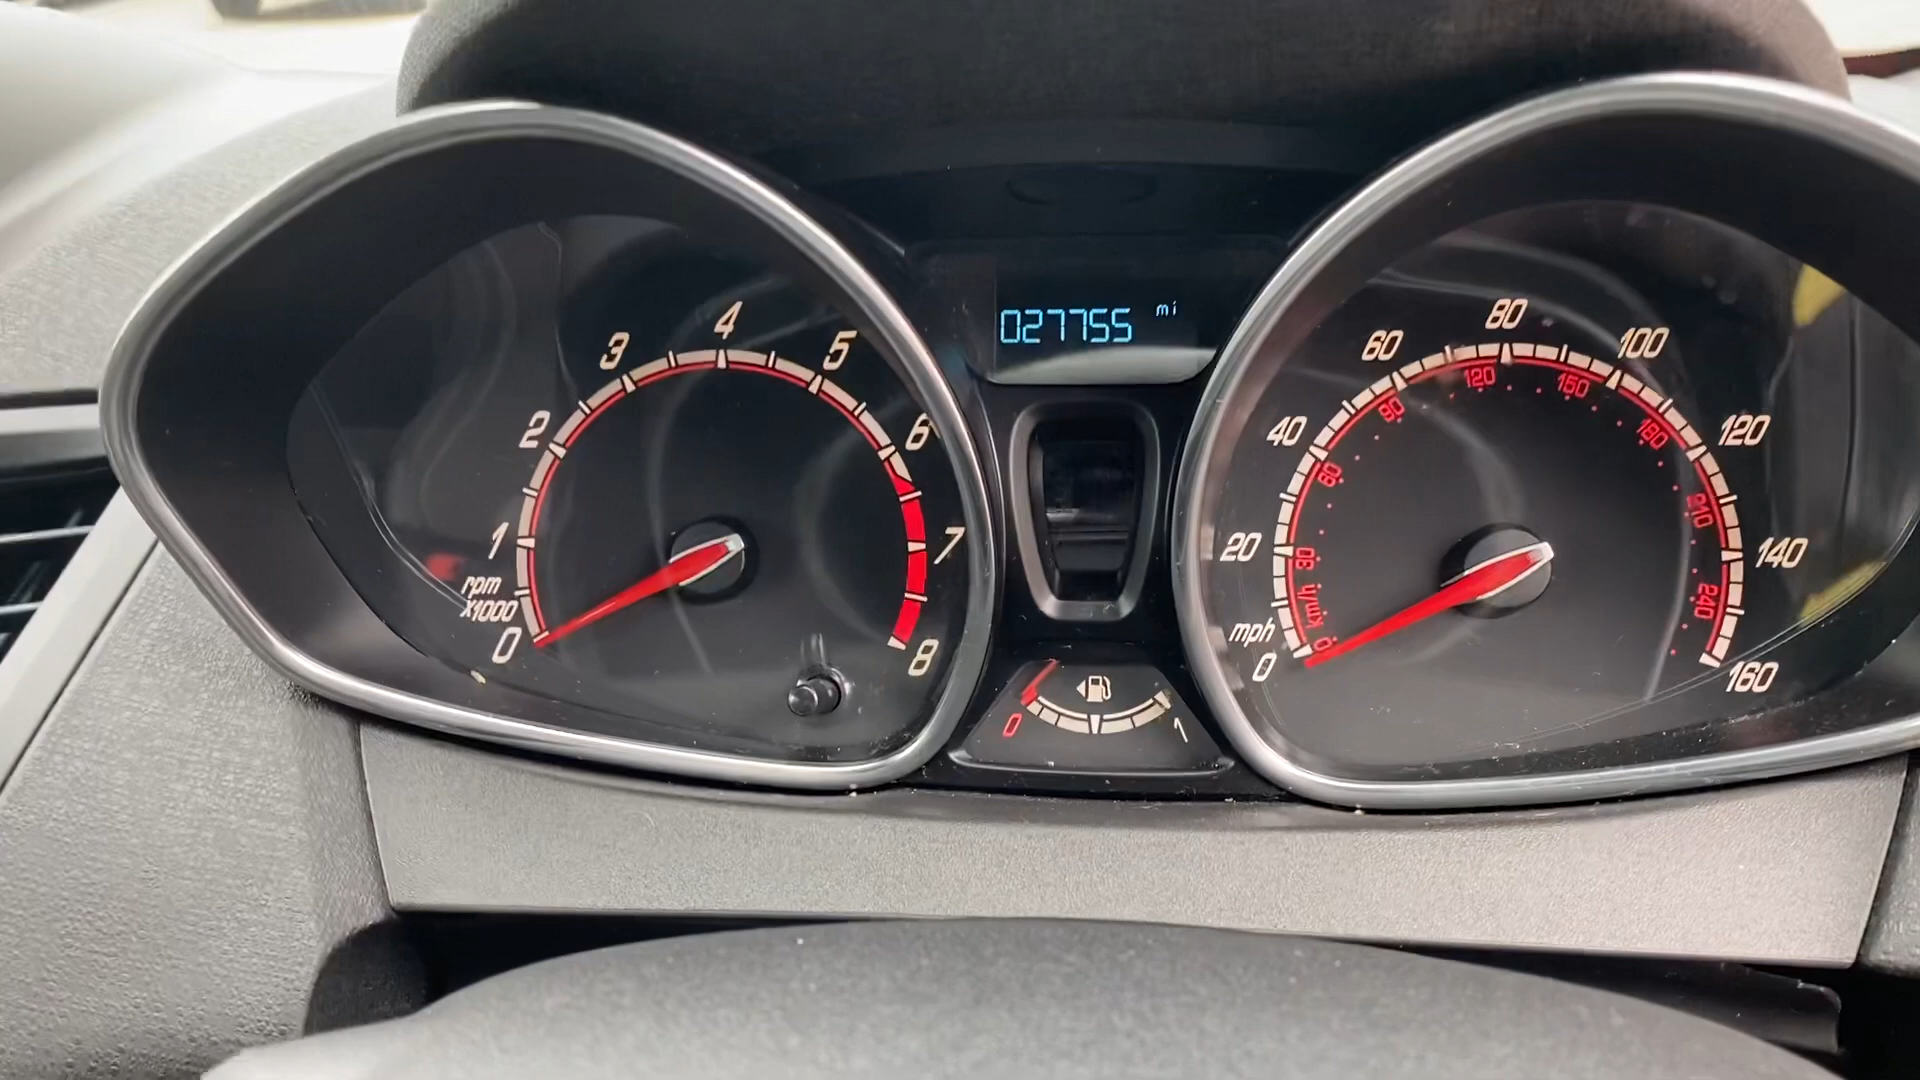 027755 mi
0 1 2 3 4 5 6 7 8
rpm
X1000
0 20 40 60 80 100 120 140 160
mph
0 30 60 90 120 150 180 210 240
km/h
0 1